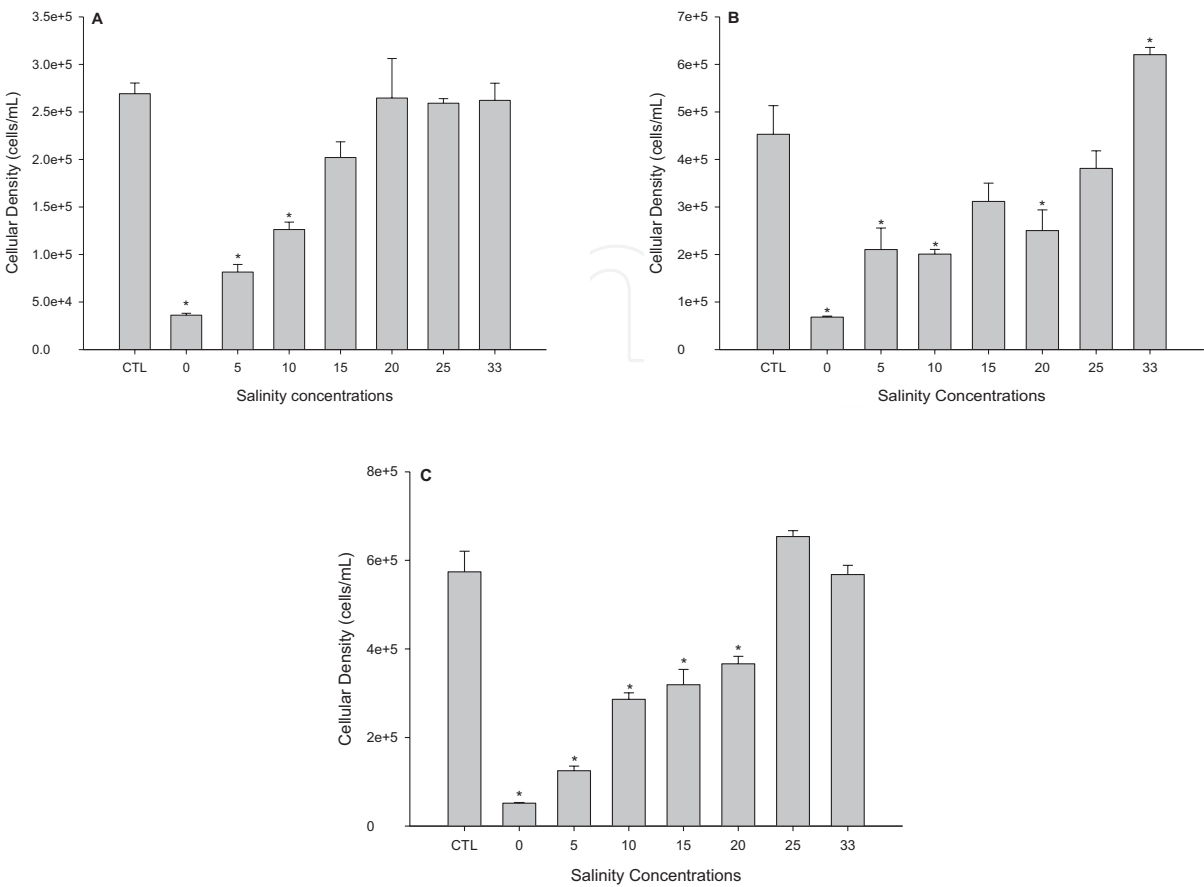 A
3.5e+5
3.0e+5
2.5e+5
2.0e+5
1.5e+5
1.0e+5
5.0e+4
0.0
Cellular Density (cells/mL)
* * *
CTL 0 5 10 15 20 25 33
Salinity concentrations
B
7e+5
6e+5
5e+5
4e+5
3e+5
2e+5
1e+5
0
Cellular Density (cells/mL)
* * * * *
CTL 0 5 10 15 20 25 33
Salinity Concentrations
C
8e+5
6e+5
4e+5
2e+5
0
Cellular Density (cells/mL)
* * * * *
CTL 0 5 10 15 20 25 33
Salinity Concentrations